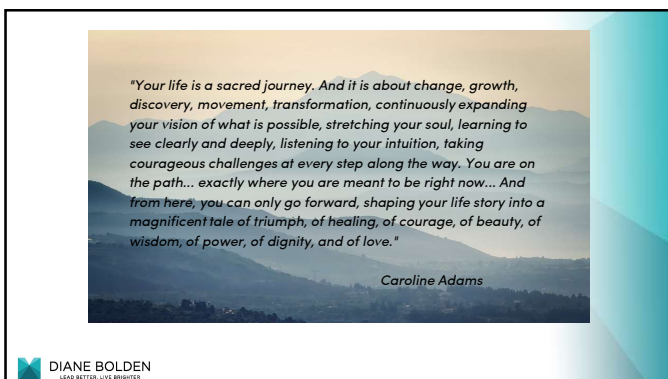 "Your life is a sacred journey. And it is about change, growth,
discovery, movement, transformation, continuously expanding
your vision of what is possible, stretching your soul, learning to
see clearly and deeply, listening to your intuition, taking
courageous challenges at every step along the way. You are on
the path... exactly where you are meant to be right now... And
from here, you can only go forward, shaping your life story into a
magnificent tale of triumph, of healing, of courage, of beauty, of
wisdom, of power, of dignity, and of love."
Caroline Adams
DIANE BOLDEN
LEAD BETTER. LIVE BRIGHTER